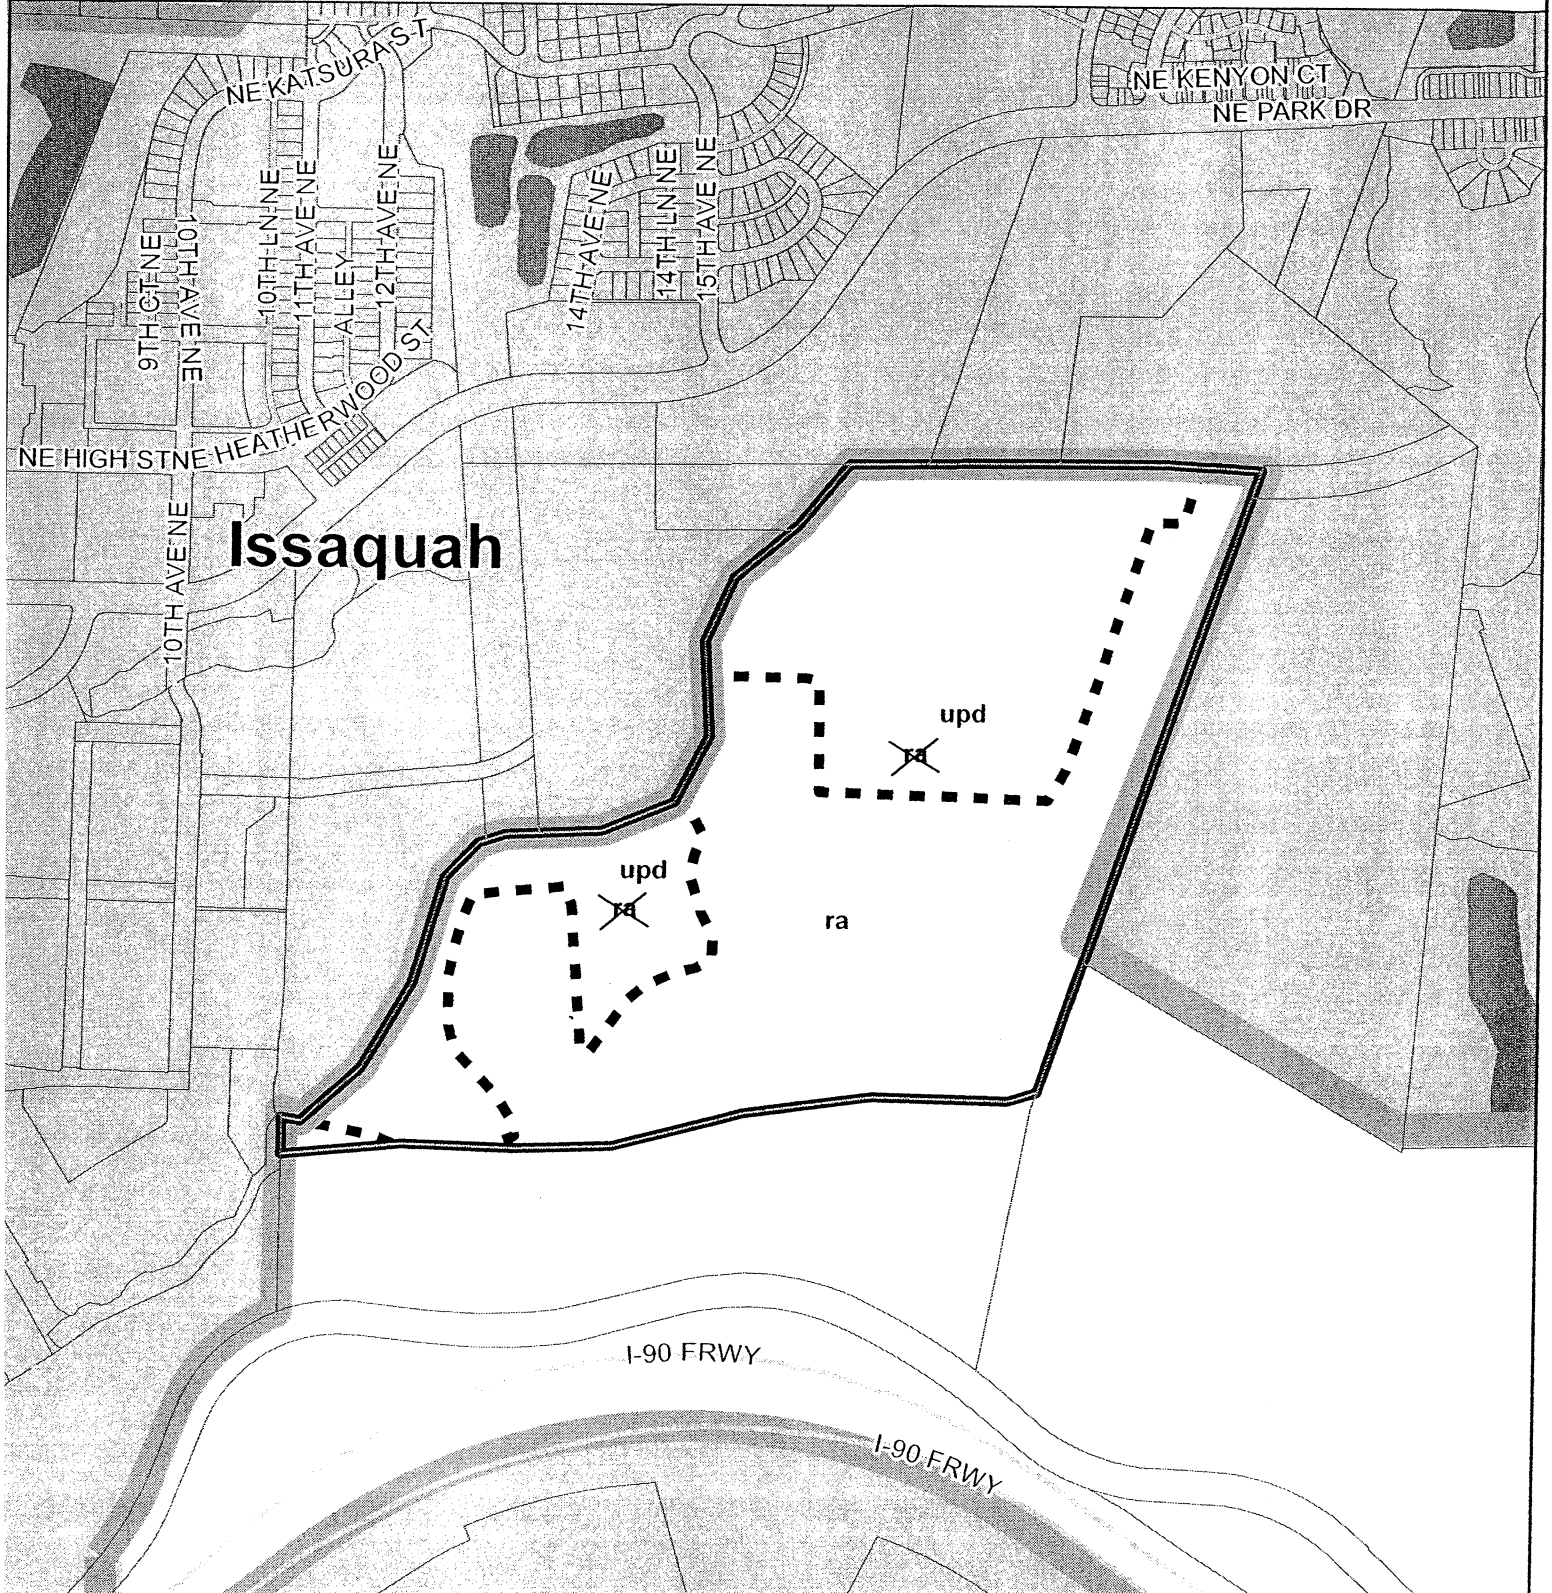 NE KATSURA ST
NE KENYON CT
NE PARK DR
9TH CT NE
10TH AVE NE
10TH LN NE
11TH AVE NE
ALLEY
12TH AVE NE
14TH AVE NE
14TH LN NE
15TH AVE NE
NE HIGH ST
NE HEATHERWOOD ST
10TH AVE NE
Issaquah
upd
ra
upd
ra
ra
I-90 FRWY
I-90 FRWY